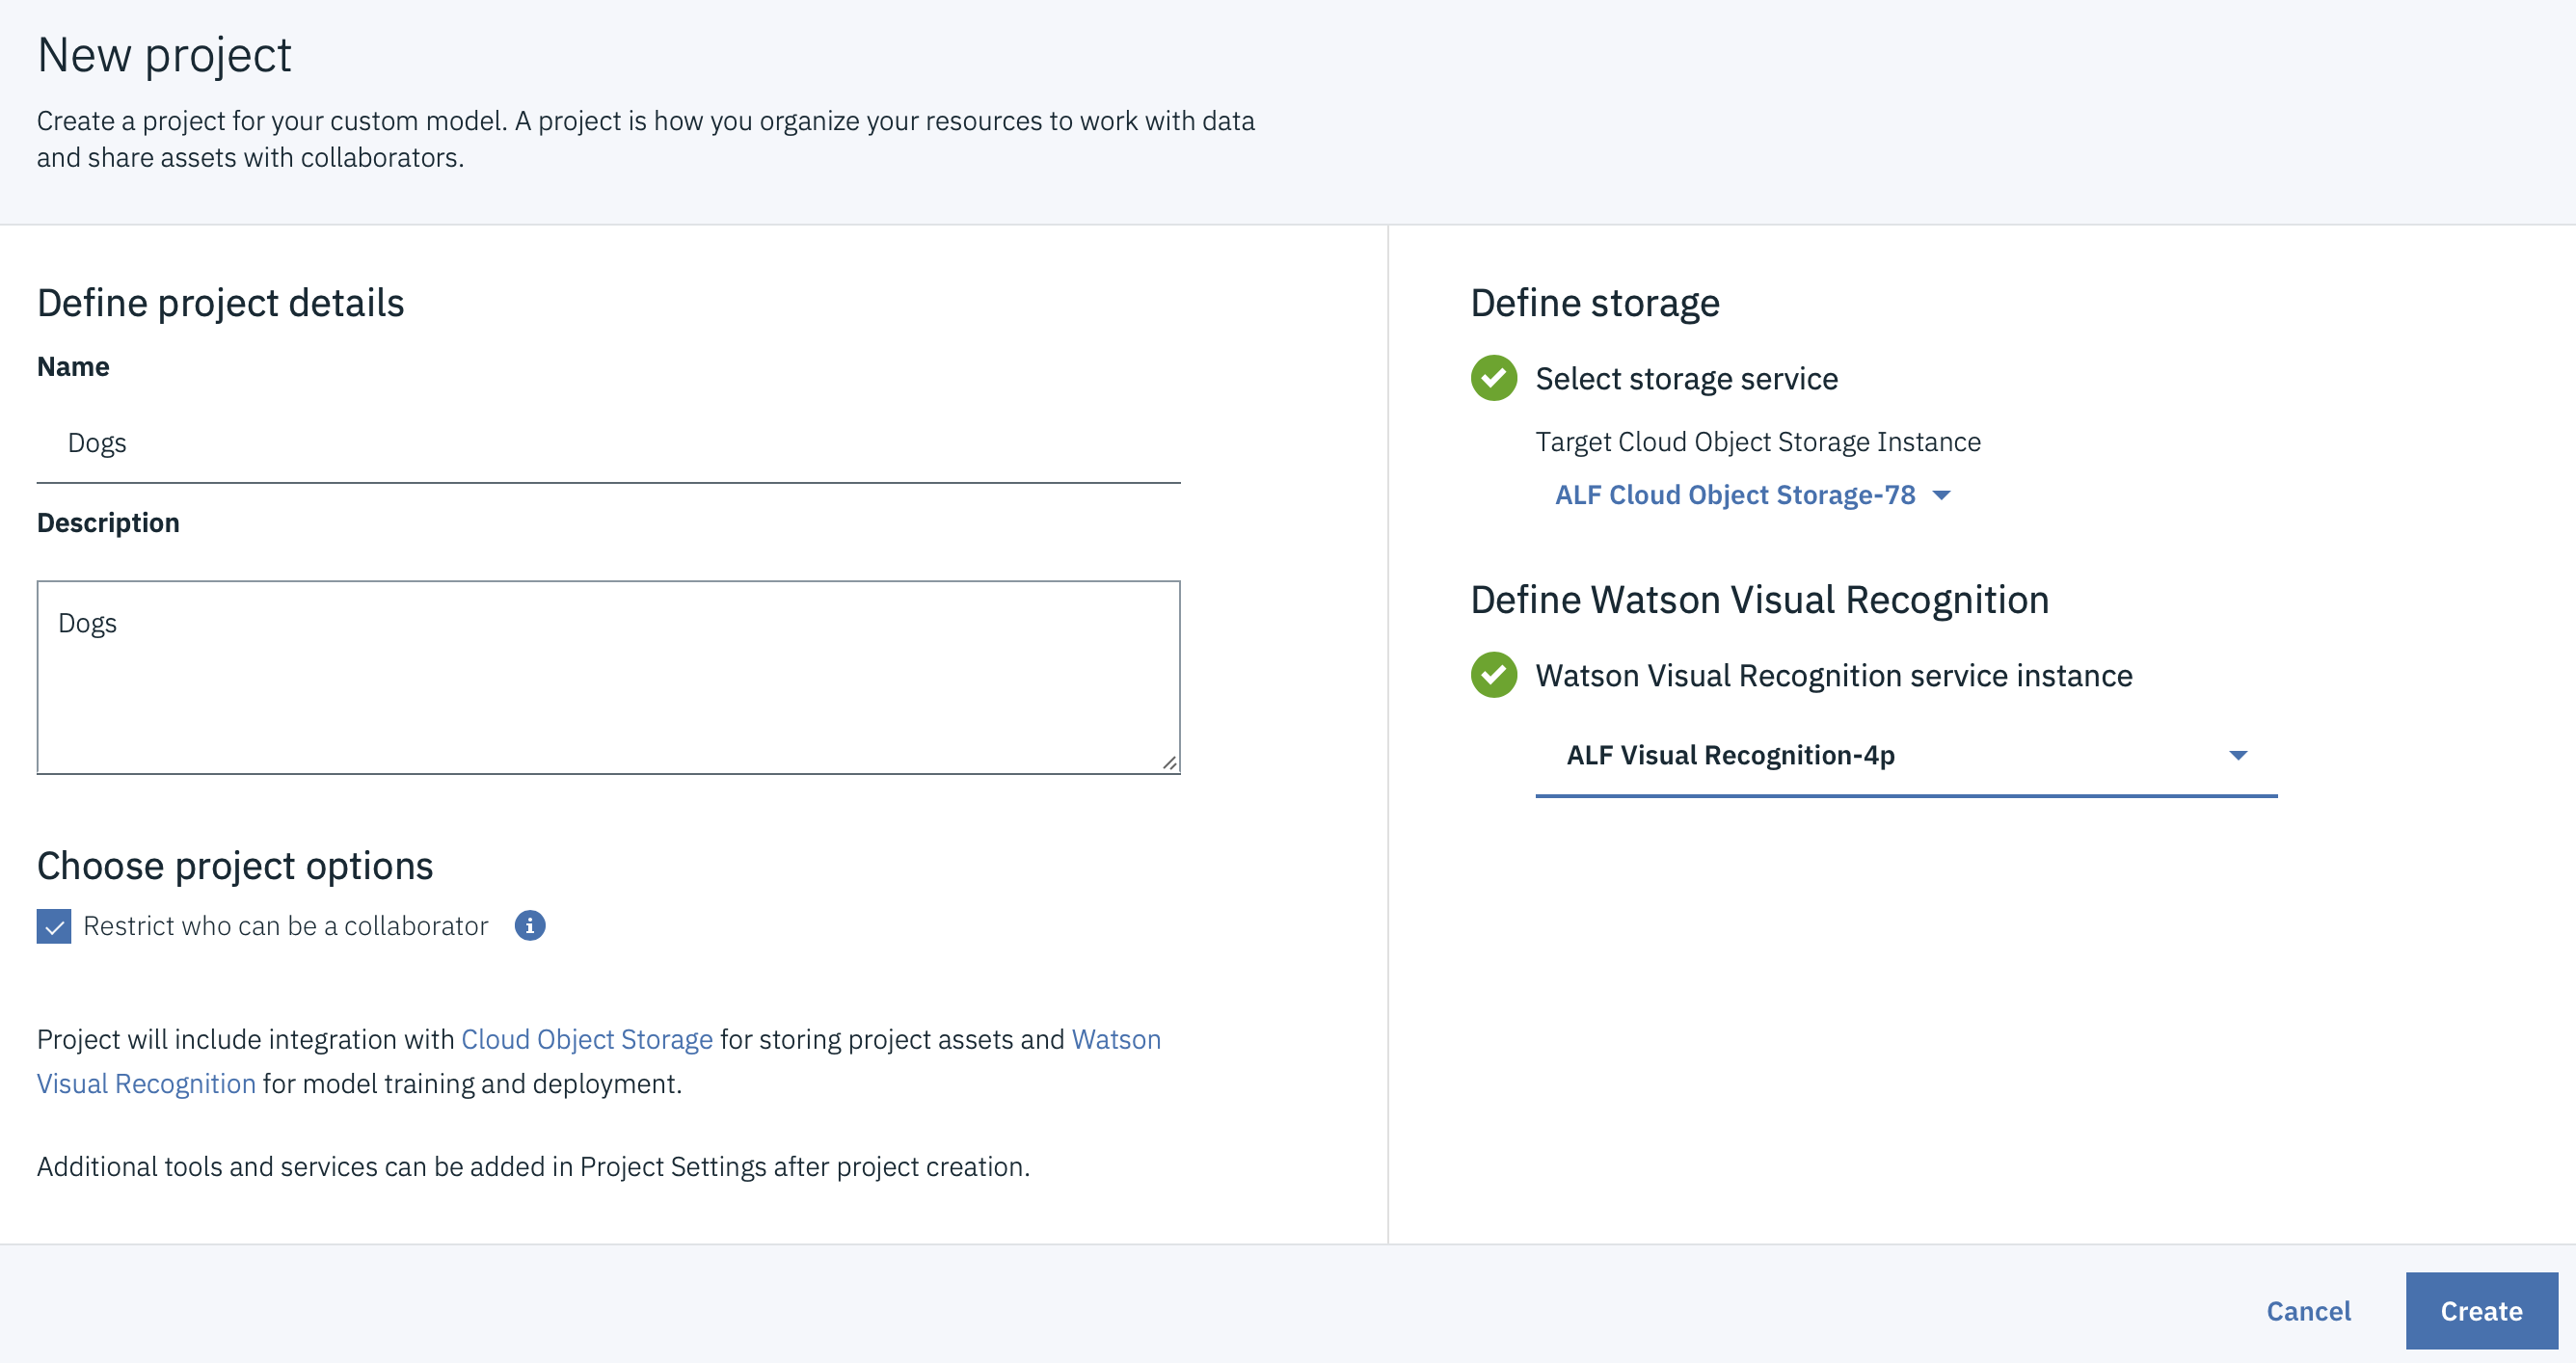 New project
Create a project for your custom model. A project is how you organize your resources to work with data
and share assets with collaborators.
Define project details
Name
Dogs
Description
Dogs
Choose project options
Restrict who can be a collaborator
Project will include integration with Cloud Object Storage for storing project assets and Watson
Visual Recognition for model training and deployment.
Additional tools and services can be added in Project Settings after project creation.
Define storage
Select storage service
Target Cloud Object Storage Instance
ALF Cloud Object Storage-78
Define Watson Visual Recognition
Watson Visual Recognition service instance
ALF Visual Recognition-4p
Cancel
Create